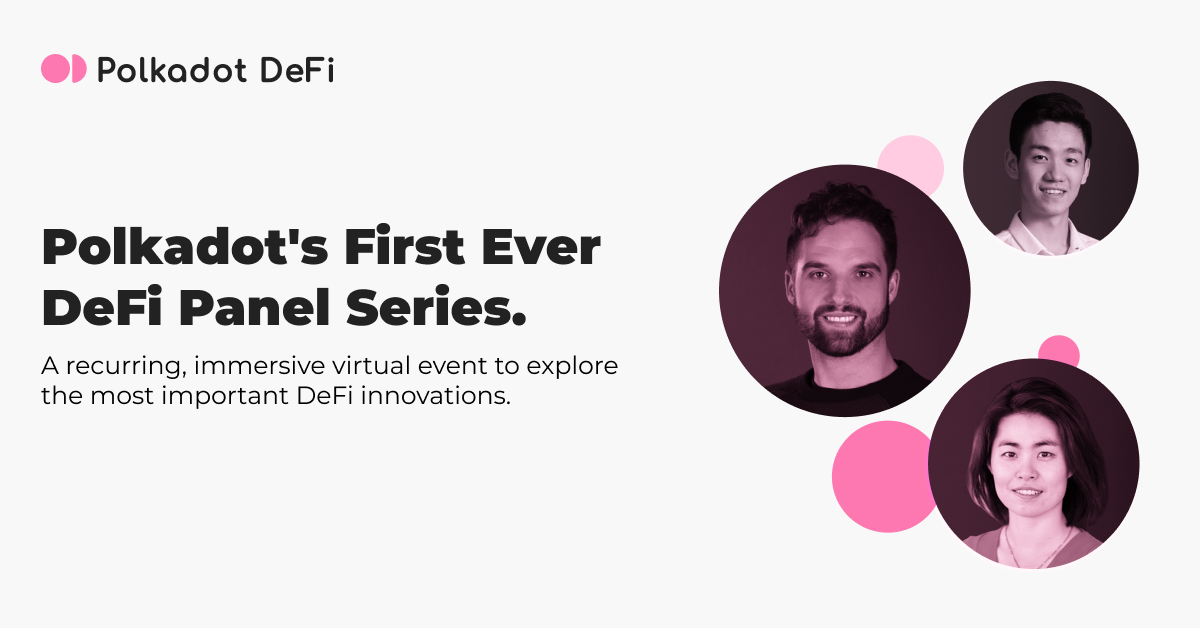 Polkadot DeFi
Polkadot's First Ever
DeFi Panel Series.
A recurring, immersive virtual event to explore
the most important DeFi innovations.